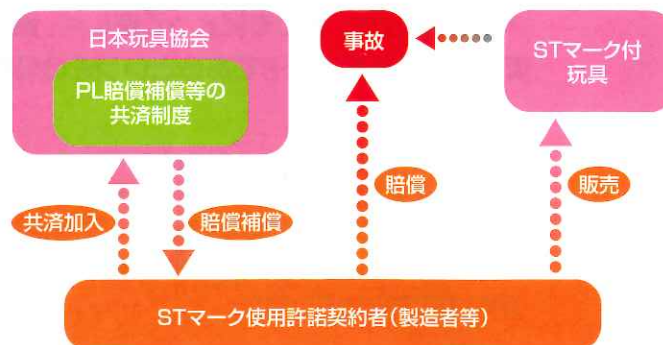 日本玩具協会
PL賠償補償等の
共済制度
事故
STマーク付
玩具
共済加入
賠償補償
賠償
販売
STマーク使用許諾契約者(製造者等)